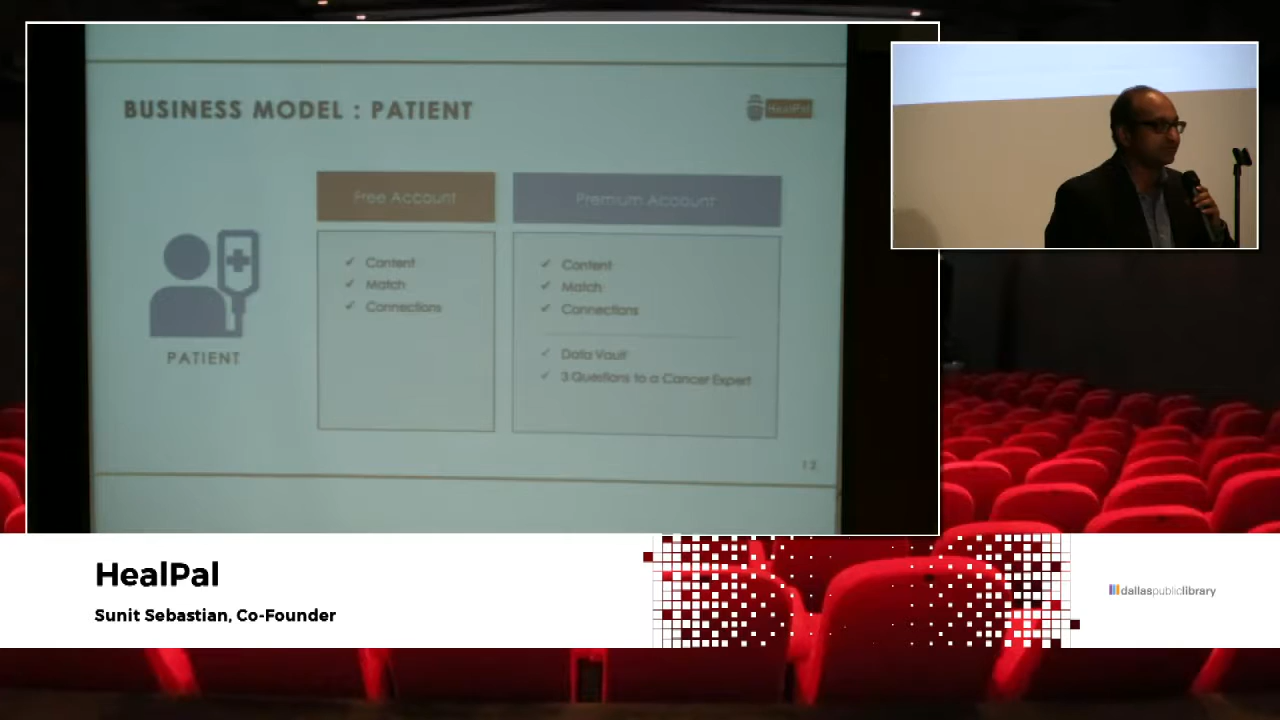 BUSINESS MODEL : PATIENT
HealPal
Free Account
Premium Account
✓ Content
✓ Match
✓ Connections
✓ Content
✓ Match
✓ Connections
✓ Data Vault
✓ 3 Questions to a Cancer Expert
PATIENT
12
HealPal
Sunit Sebastian, Co-Founder
dallaspubliclibrary